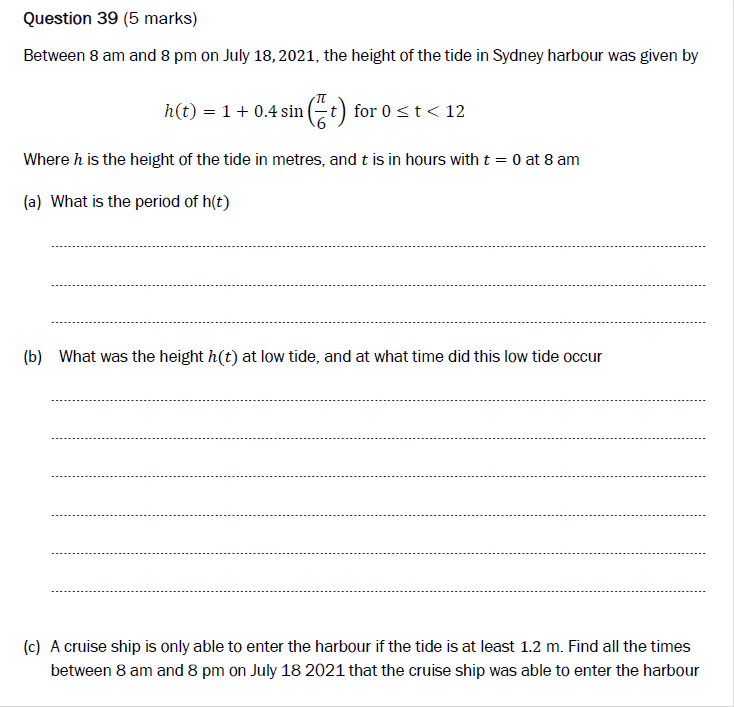 Question 39 (5 marks)
Between 8 am and 8 pm on July 18, 2021, the height of the tide in Sydney harbour was given by
h(t) = 1 + 0.4 sin (π/6 t) for 0 ≤ t < 12
Where h is the height of the tide in metres, and t is in hours with t = 0 at 8 am
(a) What is the period of h(t)
(b) What was the height h(t) at low tide, and at what time did this low tide occur
(c) A cruise ship is only able to enter the harbour if the tide is at least 1.2 m. Find all the times
between 8 am and 8 pm on July 18 2021 that the cruise ship was able to enter the harbour